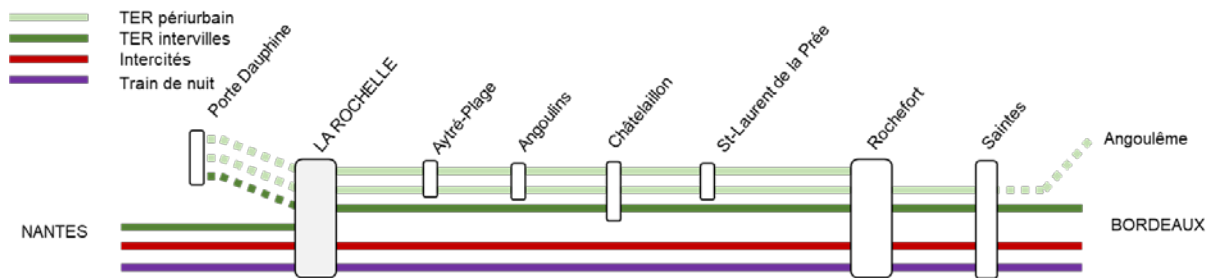 TER périurbain
TER intervilles
Intercités
Train de nuit
Porte Dauphine
LA ROCHELLE
Aytré-Plage
Angoulins
Châtelaillon
St-Laurent de la Prée
Rochefort
Saintes
Angoulême
NANTES
BORDEAUX